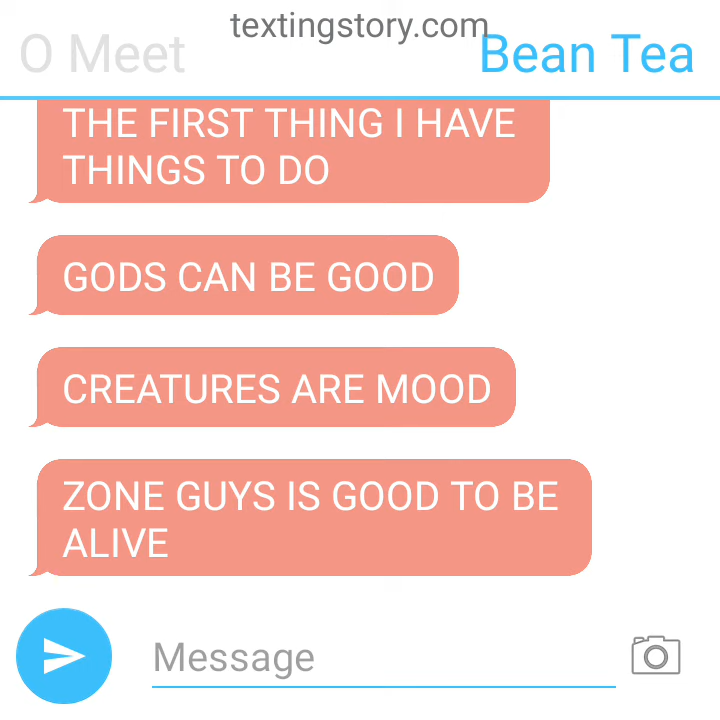 textingstory.com
O Meet
Bean Tea
THE FIRST THING I HAVE
THINGS TO DO
GODS CAN BE GOOD
CREATURES ARE MOOD
ZONE GUYS IS GOOD TO BE
ALIVE
Message